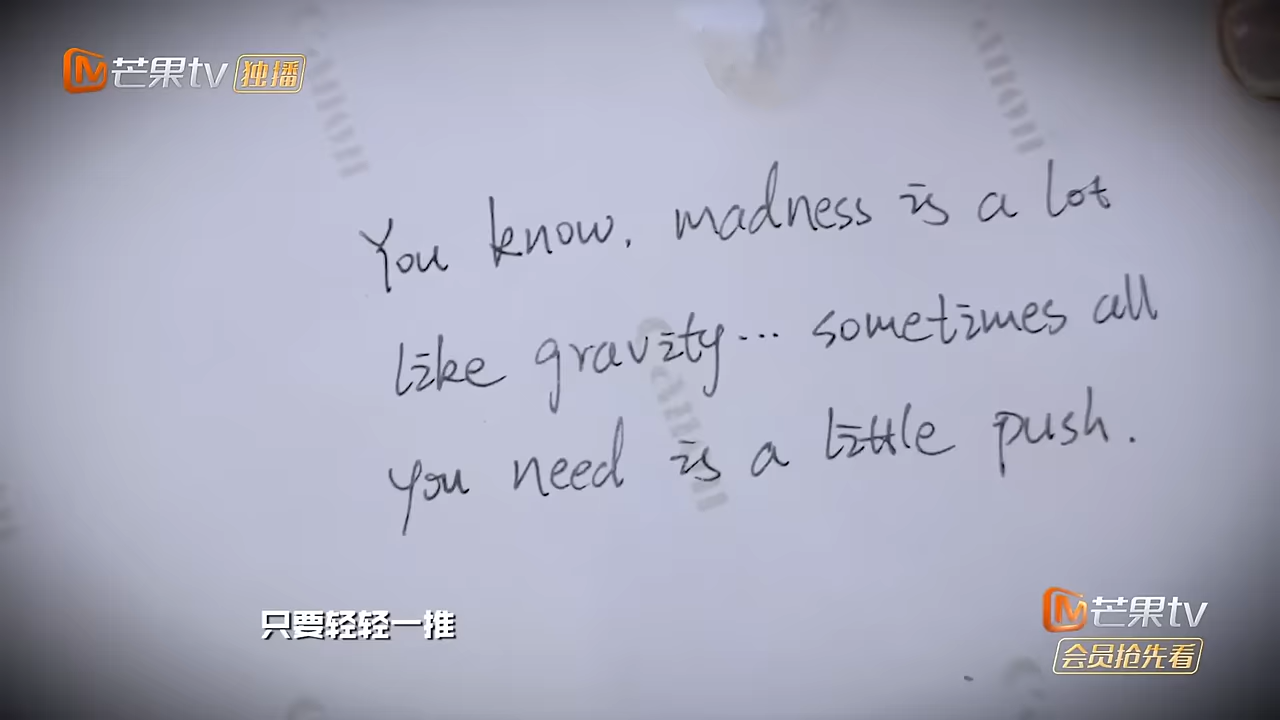 芒果tv 独播
You know, madness is a lot
like gravity... sometimes all
you need is a little push.
只要轻轻一推
芒果tv
会员抢先看